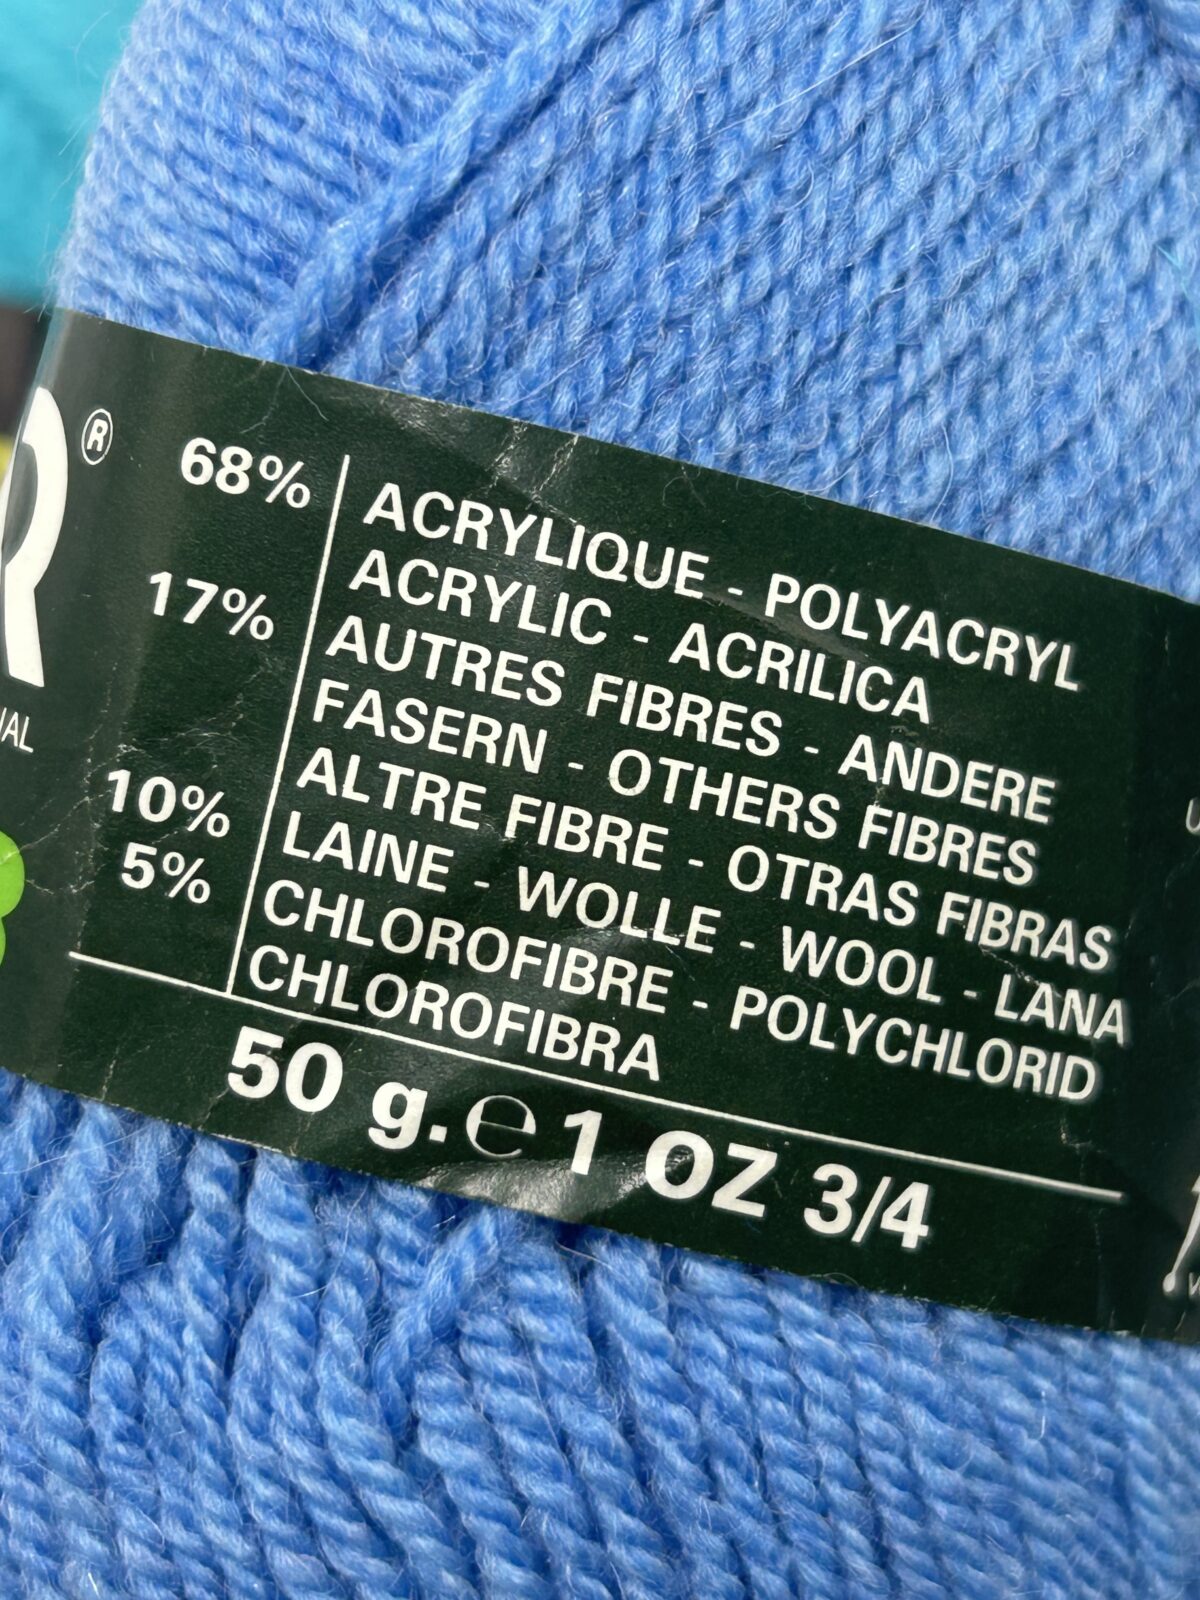 R®
68% ACRYLIQUE - POLYACRYL
ACRYLIC - ACRILICA
17% AUTRES FIBRES - ANDERE
FASERN - OTHERS FIBRES
ALTRE FIBRE - OTRAS FIBRAS
10% LAINE - WOLLE - WOOL - LANA
5% CHLOROFIBRE - POLYCHLORID
CHLOROFIBRA
50 g. ℮ 1 OZ 3/4